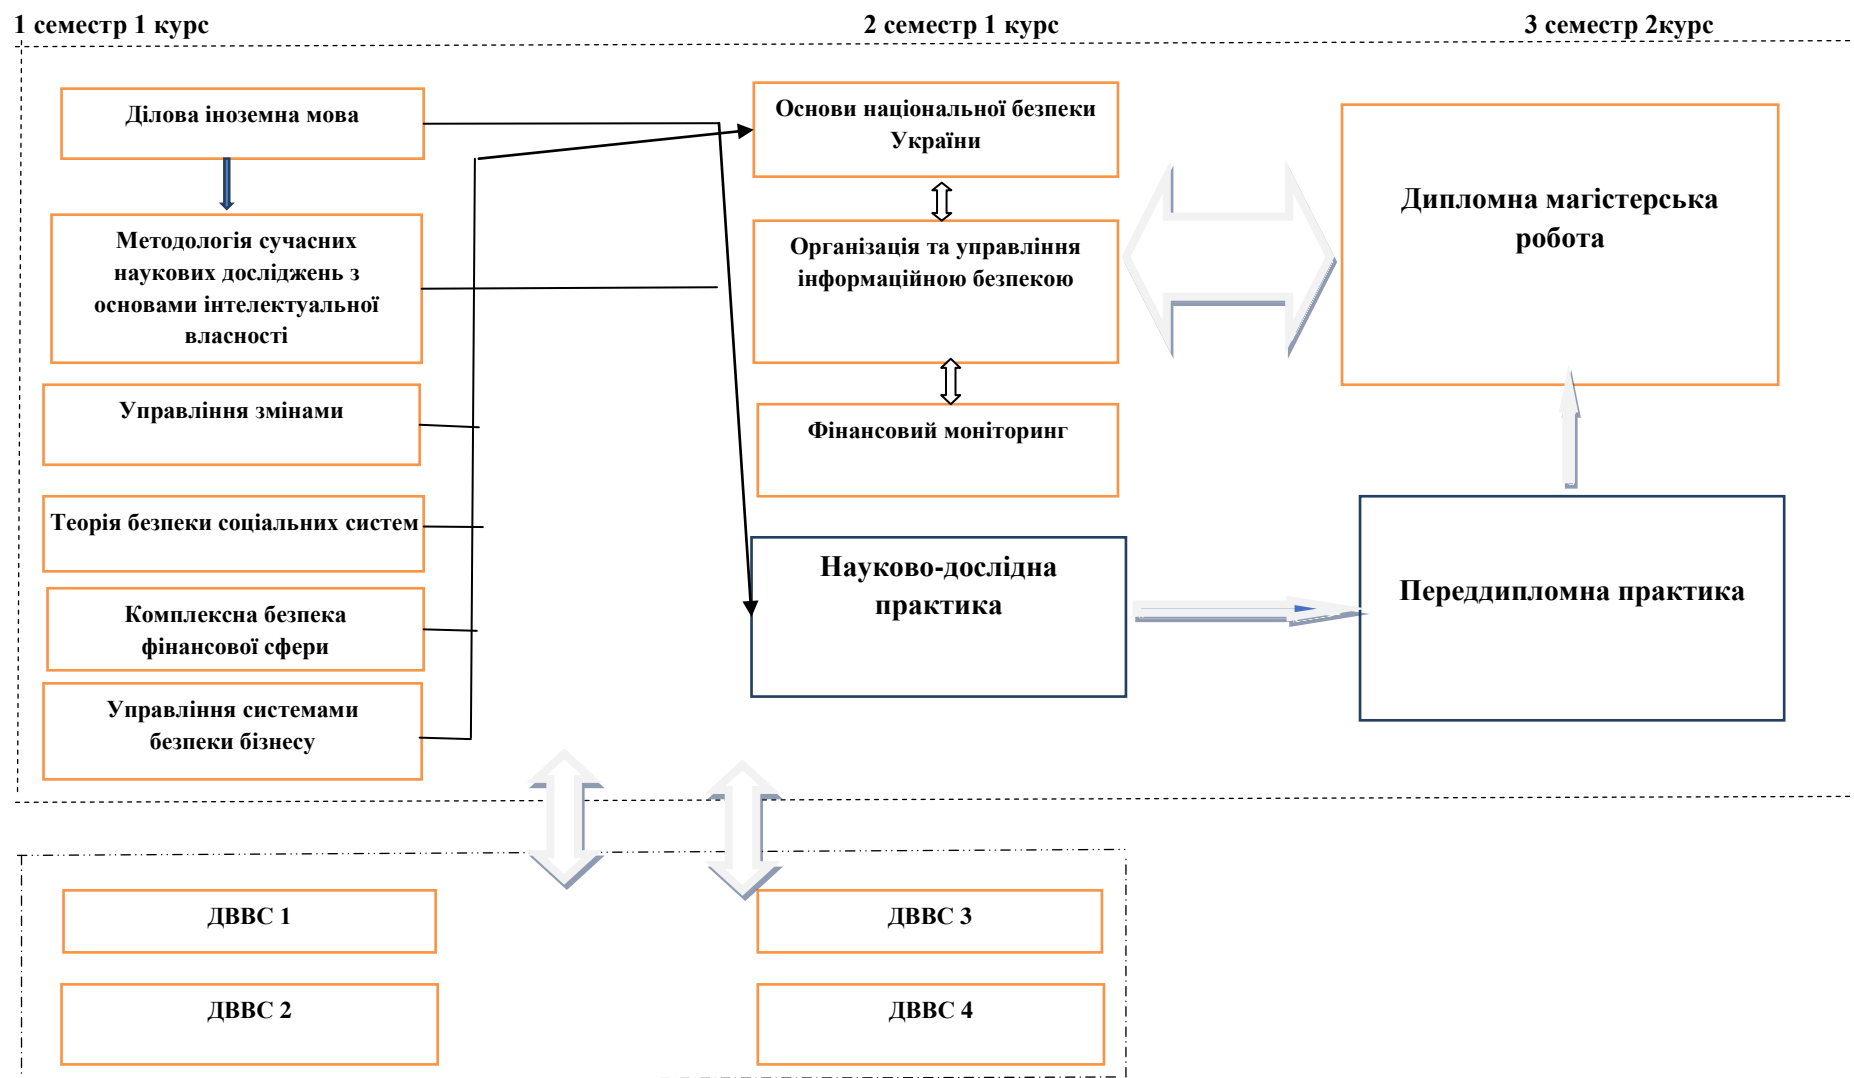 1 семестр 1 курс
2 семестр 1 курс
3 семестр 2курс
Ділова іноземна мова
Методологія сучасних
наукових досліджень з
основами інтелектуальної
власності
Управління змінами
Теорія безпеки соціальних систем
Комплексна безпека
фінансової сфери
Управління системами
безпеки бізнесу
Основи національної безпеки
України
Організація та управління
інформаційною безпекою
Фінансовий моніторинг
Науково-дослідна
практика
Дипломна магістерська
робота
Переддипломна практика
ДВВС 1
ДВВС 2
ДВВС 3
ДВВС 4